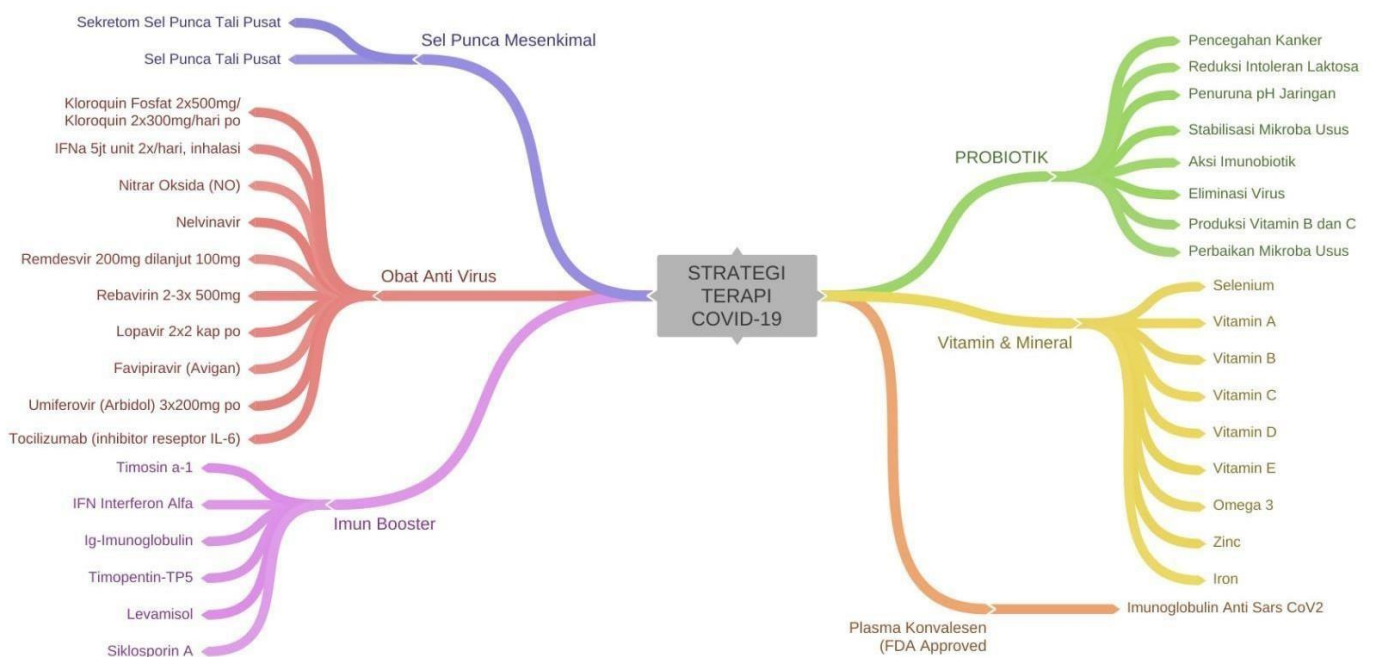 STRATEGI
TERAPI
COVID-19
Sel Punca Mesenkimal
Sekretom Sel Punca Tali Pusat
Sel Punca Tali Pusat
Obat Anti Virus
Kloroquin Fosfat 2x500mg/
Kloroquin 2x300mg/hari po
IFNa 5jt unit 2x/hari, inhalasi
Nitrar Oksida (NO)
Nelvinavir
Remdesvir 200mg dilanjut 100mg
Rebavirin 2-3x 500mg
Lopavir 2x2 kap po
Favipiravir (Avigan)
Umiferovir (Arbidol) 3x200mg po
Tocilizumab (inhibitor reseptor IL-6)
Imun Booster
Timosin a-1
IFN Interferon Alfa
Ig-Imunoglobulin
Timopentin-TP5
Levamisol
Siklosporin A
PROBIOTIK
Pencegahan Kanker
Reduksi Intoleran Laktosa
Penuruna pH Jaringan
Stabilisasi Mikroba Usus
Aksi Imunobiotik
Eliminasi Virus
Produksi Vitamin B dan C
Perbaikan Mikroba Usus
Vitamin & Mineral
Selenium
Vitamin A
Vitamin B
Vitamin C
Vitamin D
Vitamin E
Omega 3
Zinc
Iron
Plasma Konvalesen
(FDA Approved
Imunoglobulin Anti Sars CoV2